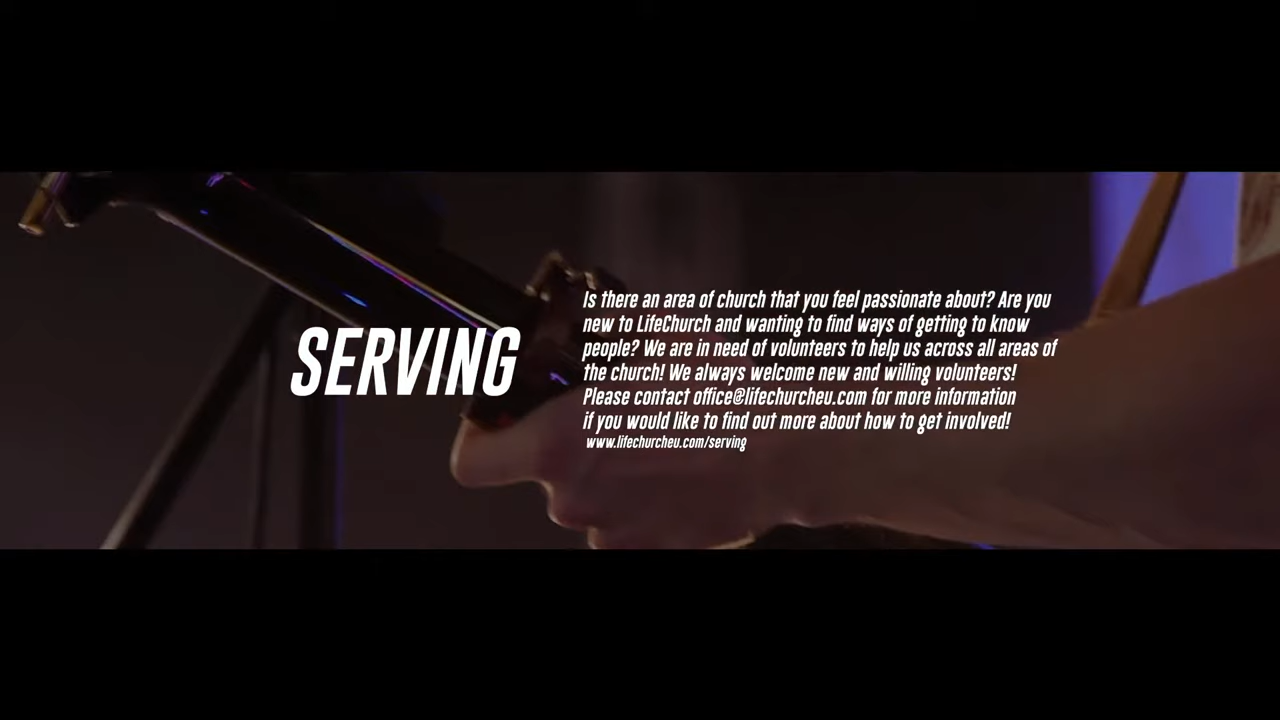 SERVING
Is there an area of church that you feel passionate about? Are you
new to LifeChurch and wanting to find ways of getting to know
people? We are in need of volunteers to help us across all areas of
the church! We always welcome new and willing volunteers!
Please contact office@lifechurcheu.com for more information
if you would like to find out more about how to get involved!
www.lifechurcheu.com/serving